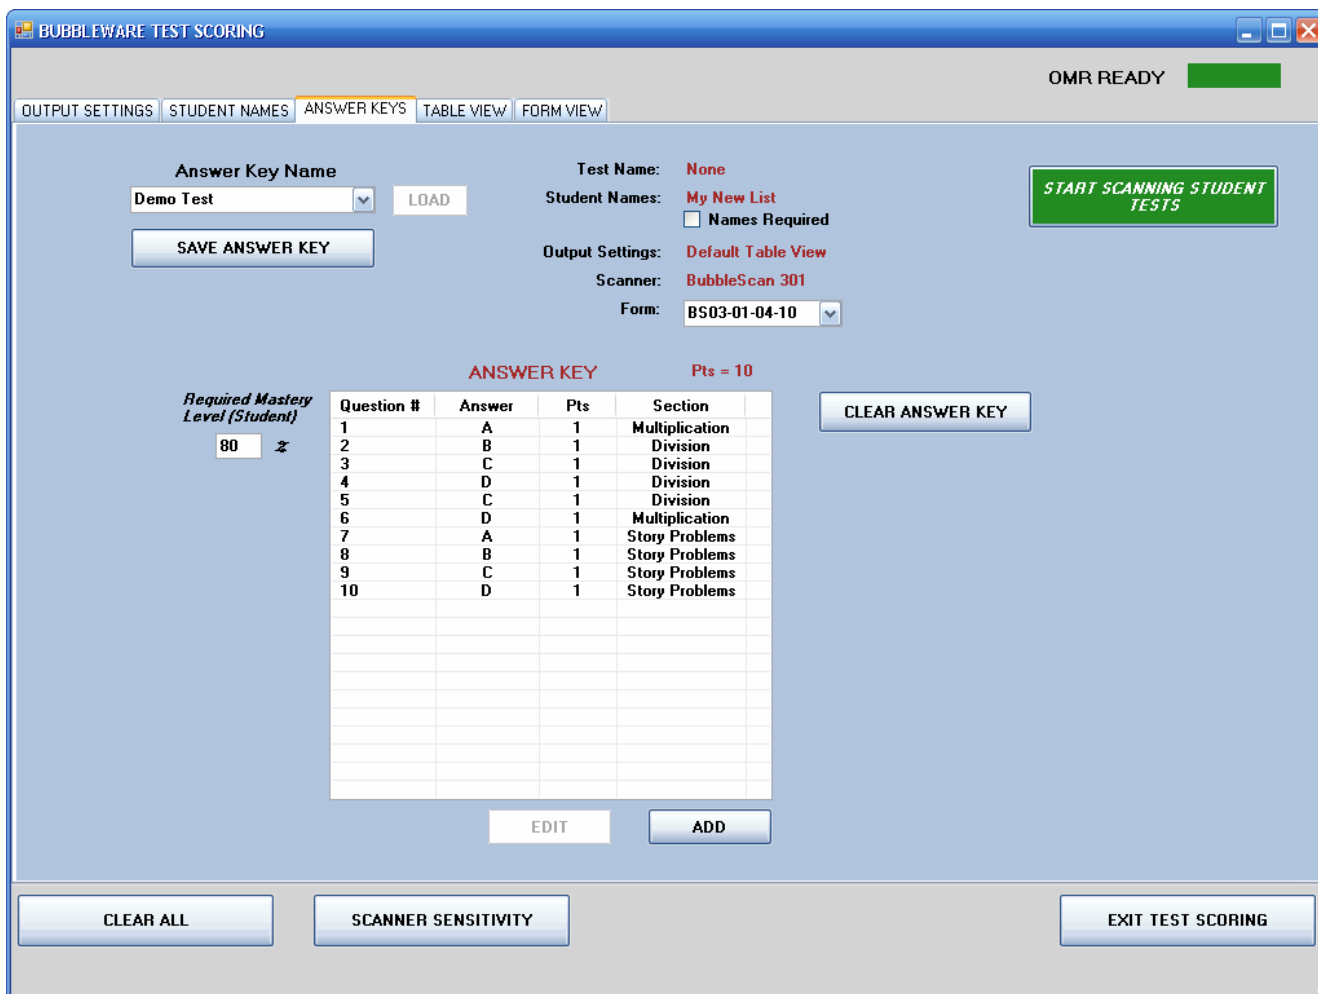 BUBBLEWARE TEST SCORING
OMR READY
OUTPUT SETTINGS STUDENT NAMES ANSWER KEYS TABLE VIEW FORM VIEW
Answer Key Name
Demo Test
LOAD
SAVE ANSWER KEY
Test Name: None
Student Names: My New List
Names Required
Output Settings: Default Table View
Scanner: BubbleScan 301
Form: BS03-01-04-10
START SCANNING STUDENT
TESTS
ANSWER KEY Pts = 10
Required Mastery
Level (Student)
80 %
Question # Answer Pts Section
1 A 1 Multiplication
2 B 1 Division
3 C 1 Division
4 D 1 Division
5 C 1 Division
6 D 1 Multiplication
7 A 1 Story Problems
8 B 1 Story Problems
9 C 1 Story Problems
10 D 1 Story Problems
CLEAR ANSWER KEY
EDIT ADD
CLEAR ALL SCANNER SENSITIVITY EXIT TEST SCORING